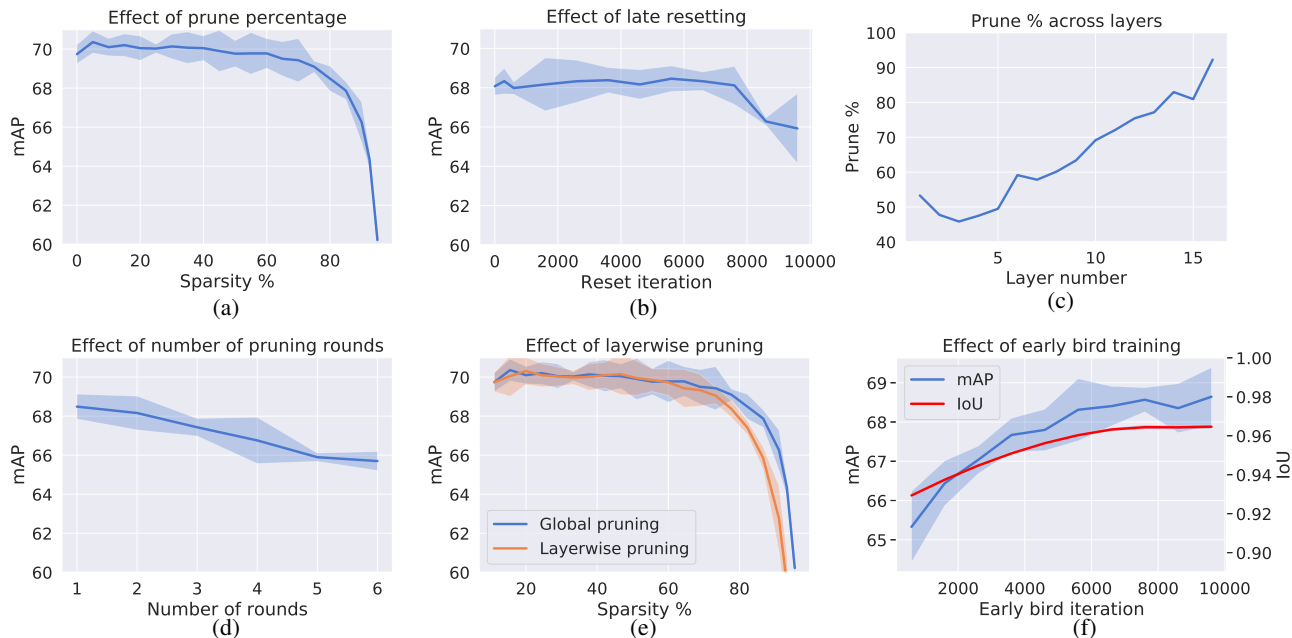 Effect of prune percentage
70
68
66
64
62
60
mAP
0 20 40 60 80
Sparsity %
(a)
Effect of late resetting
70
68
66
64
62
60
mAP
0 2000 4000 6000 8000 10000
Reset iteration
(b)
Prune % across layers
100
90
80
70
60
50
40
Prune %
5 10 15
Layer number
(c)
Effect of number of pruning rounds
70
68
66
64
62
60
mAP
1 2 3 4 5 6
Number of rounds
(d)
Effect of layerwise pruning
70
68
66
64
62
60
mAP
Global pruning
Layerwise pruning
20 40 60 80
Sparsity %
(e)
Effect of early bird training
69
68
67
66
65
mAP
mAP
IoU
1.00
0.98
0.96
0.94
0.92
0.90
IoU
2000 4000 6000 8000 10000
Early bird iteration
(f)